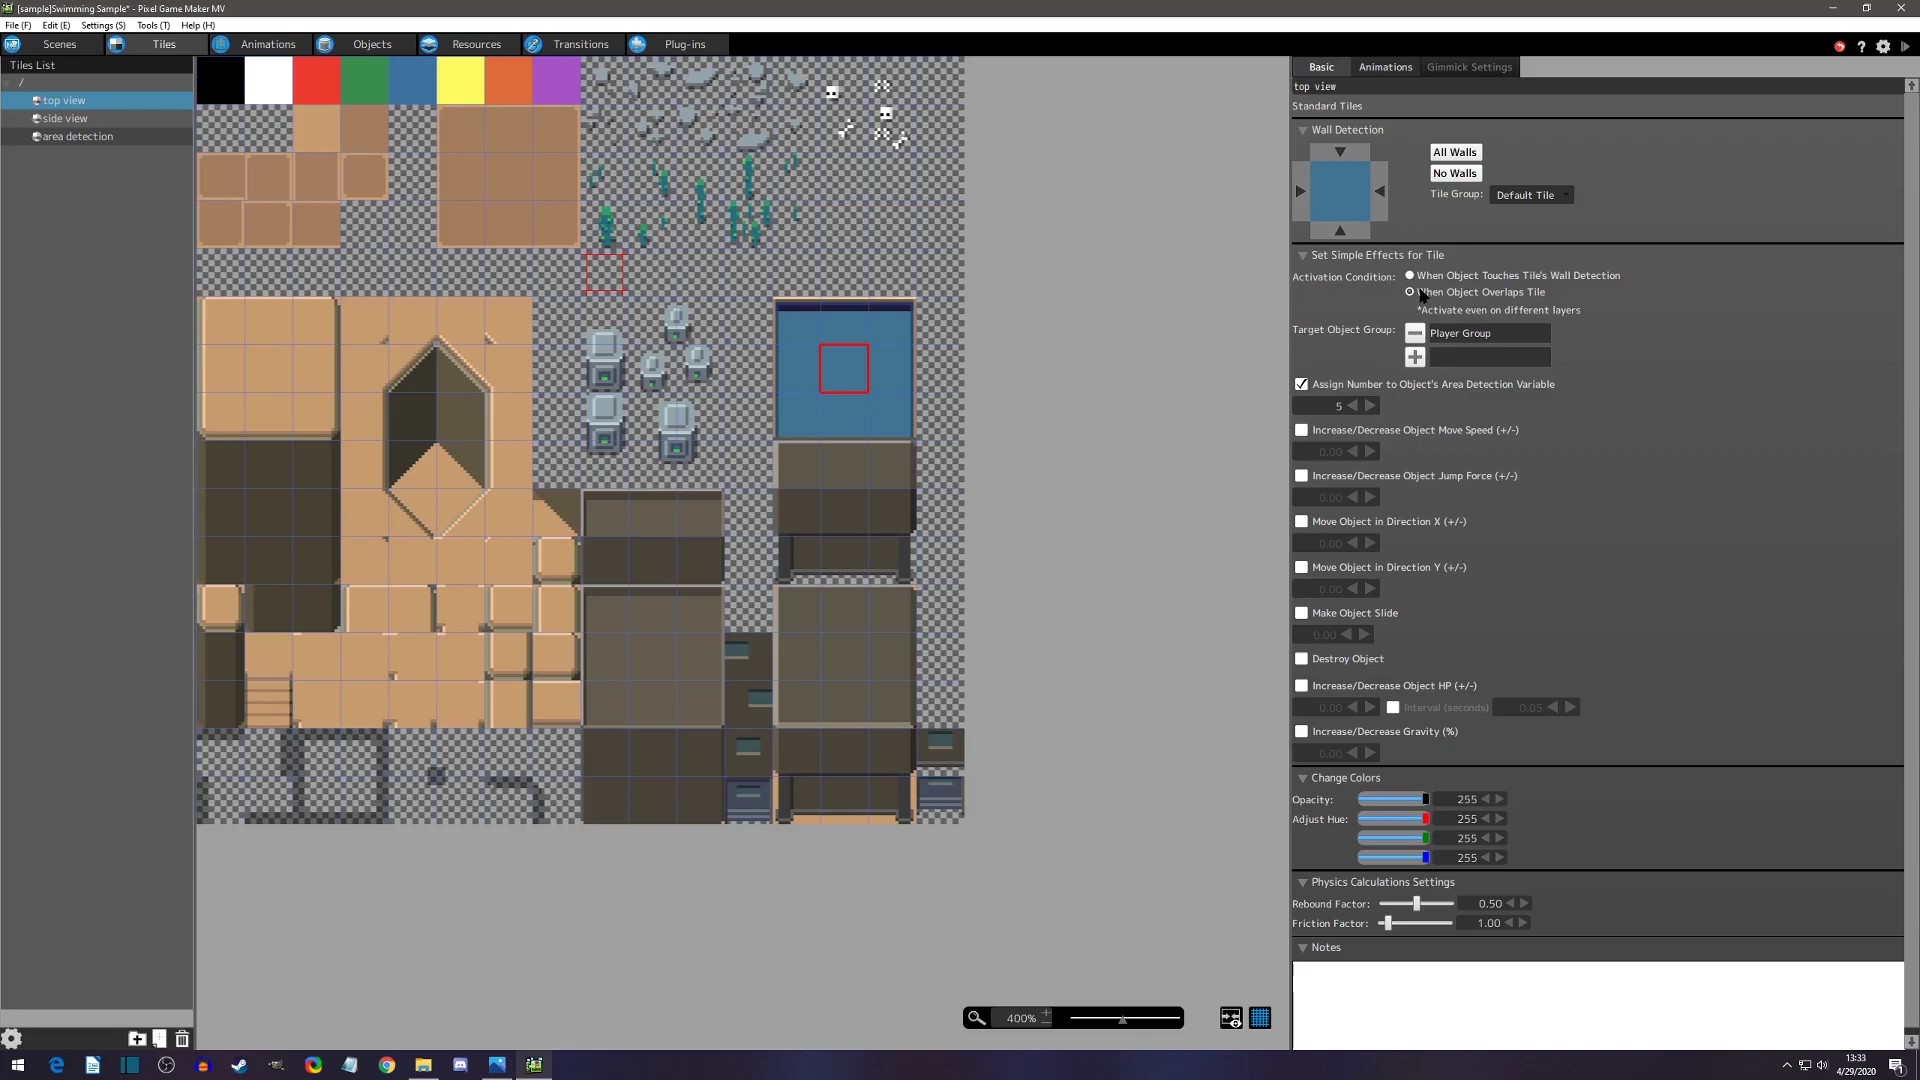 [sample]Swimming Sample* - Pixel Game Maker MV
File (F) Edit (E) Settings (S) Tools (T) Help (H)
Scenes Tiles Animations Objects Resources Transitions Plug-ins
Tiles List
/
top view
side view
area detection
Basic Animations Gimmick Settings
top view
Standard Tiles
Wall Detection
All Walls
No Walls
Tile Group: Default Tile
Set Simple Effects for Tile
Activation Condition: When Object Touches Tile's Wall Detection
When Object Overlaps Tile
*Activate even on different layers
Target Object Group: Player Group
Assign Number to Object's Area Detection Variable
5
Increase/Decrease Object Move Speed (+/-)
0.00
Increase/Decrease Object Jump Force (+/-)
0.00
Move Object in Direction X (+/-)
0.00
Move Object in Direction Y (+/-)
0.00
Make Object Slide
0.00
Destroy Object
Increase/Decrease Object HP (+/-)
0.00 Interval (seconds) 0.05
Increase/Decrease Gravity (%)
0.00
Change Colors
Opacity: 255
Adjust Hue: 255
255
255
Physics Calculations Settings
Rebound Factor: 0.50
Friction Factor: 1.00
Notes
400%
13:33
4/29/2020